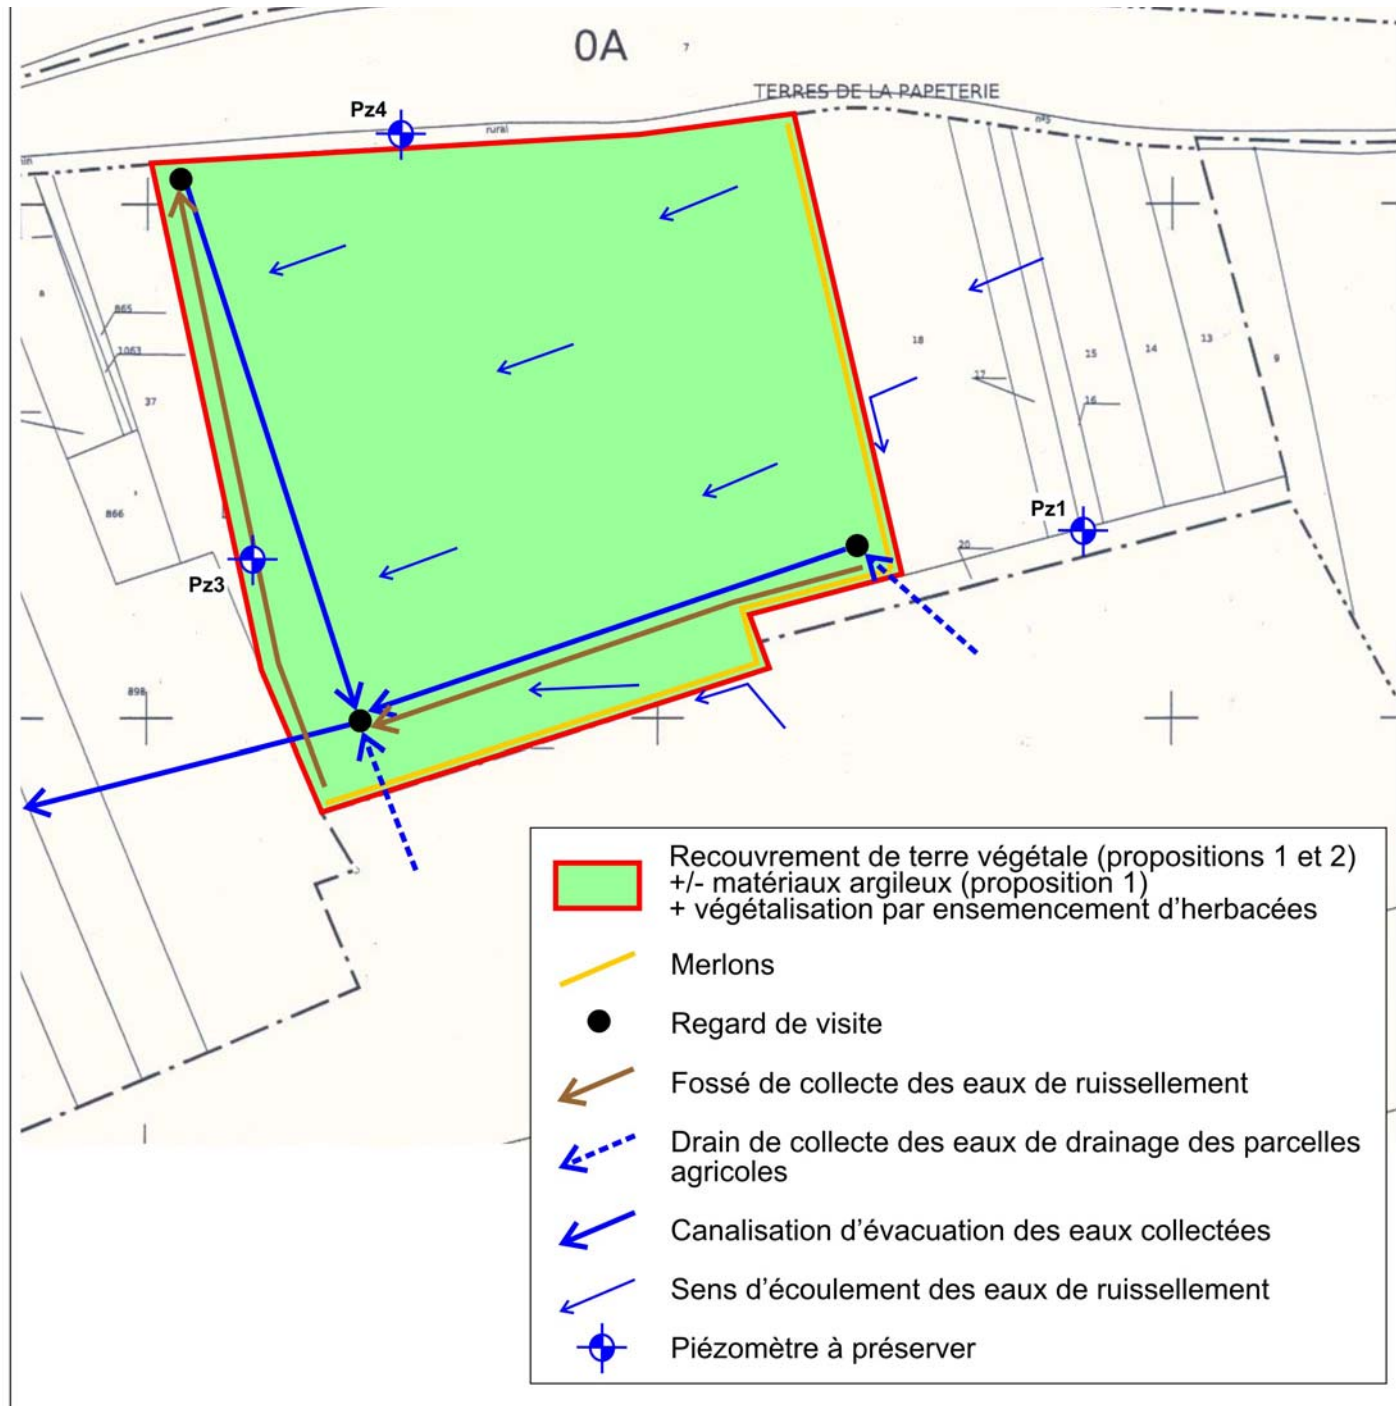 0A
7
TERRES DE LA PAPETERIE
Pz4
rural
nº5
8
865
1063
37
18
15
14
13
9
17
16
866
Pz1
20
Pz3
898
Recouvrement de terre végétale (propositions 1 et 2)
+/- matériaux argileux (proposition 1)
+ végétalisation par ensemencement d'herbacées
Merlons
Regard de visite
Fossé de collecte des eaux de ruissellement
Drain de collecte des eaux de drainage des parcelles
agricoles
Canalisation d'évacuation des eaux collectées
Sens d'écoulement des eaux de ruissellement
Piézomètre à préserver